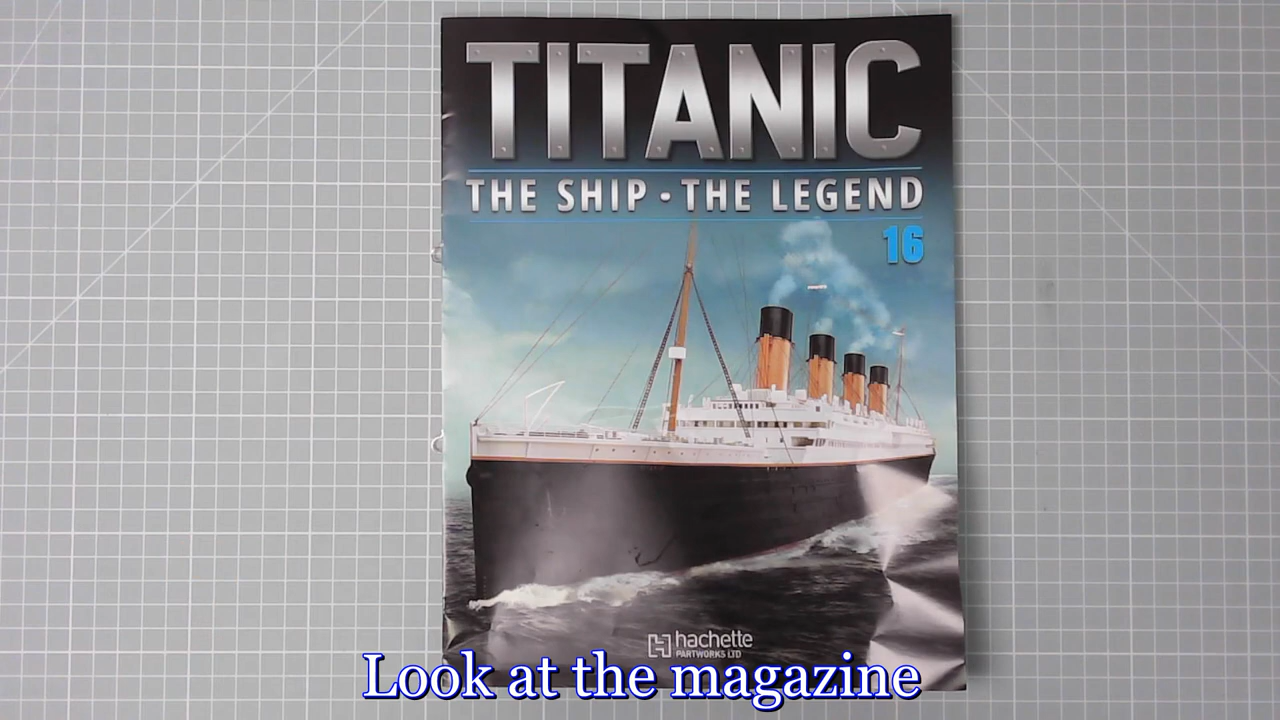 TITANIC
THE SHIP • THE LEGEND
16
hachette
PARTWORKS LTD
Look at the magazine